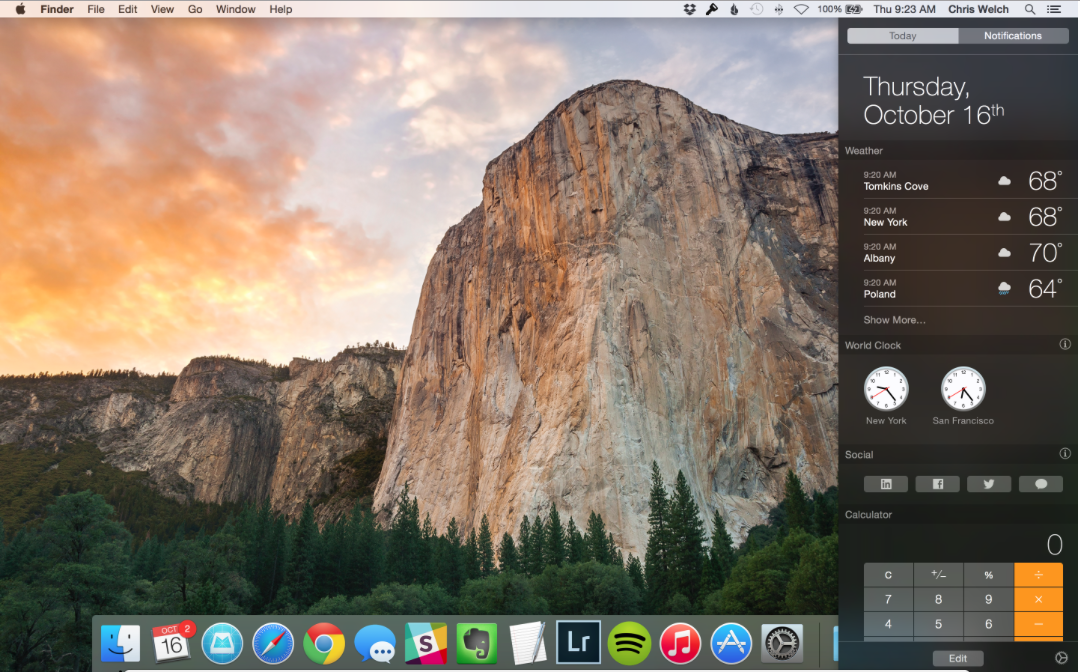 Finder File Edit View Go Window Help 100% Thu 9:23 AM Chris Welch
Today Notifications
Thursday,
October 16th
Weather
9:20 AM
Tomkins Cove 68°
9:20 AM
New York 68°
9:20 AM
Albany 70°
9:20 AM
Poland 64°
Show More...
World Clock
New York San Francisco
Social
in f
Calculator
0
C +/− % ÷
7 8 9 ×
4 5 6 −
OCT 2
16
S
Lr
Edit